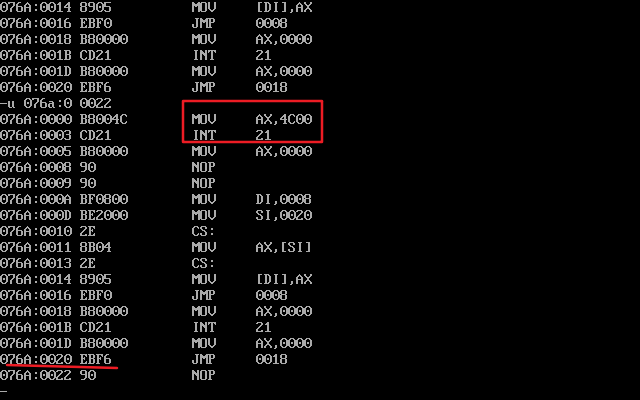 076A:0014 8905 MOV [DI],AX
076A:0016 EBF0 JMP 0008
076A:0018 B80000 MOV AX,0000
076A:001B CD21 INT 21
076A:001D B80000 MOV AX,0000
076A:0020 EBF6 JMP 0018
-u 076a:0 0022
076A:0000 B8004C MOV AX,4C00
076A:0003 CD21 INT 21
076A:0005 B80000 MOV AX,0000
076A:0008 90 NOP
076A:0009 90 NOP
076A:000A BF0800 MOV DI,0008
076A:000D BE2000 MOV SI,0020
076A:0010 2E CS:
076A:0011 8B04 MOV AX,[SI]
076A:0013 2E CS:
076A:0014 8905 MOV [DI],AX
076A:0016 EBF0 JMP 0008
076A:0018 B80000 MOV AX,0000
076A:001B CD21 INT 21
076A:001D B80000 MOV AX,0000
076A:0020 EBF6 JMP 0018
076A:0022 90 NOP
-